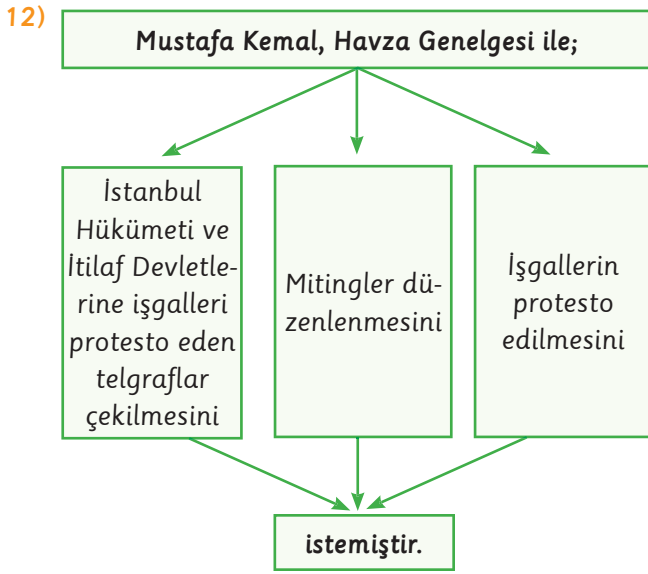 12)
Mustafa Kemal, Havza Genelgesi ile;
İstanbul
Hükümeti ve
İtilaf Devletle-
rine işgalleri
protesto eden
telgraflar
çekilmesini
Mitingler dü-
zenlenmesini
İşgallerin
protesto
edilmesini
istemiştir.